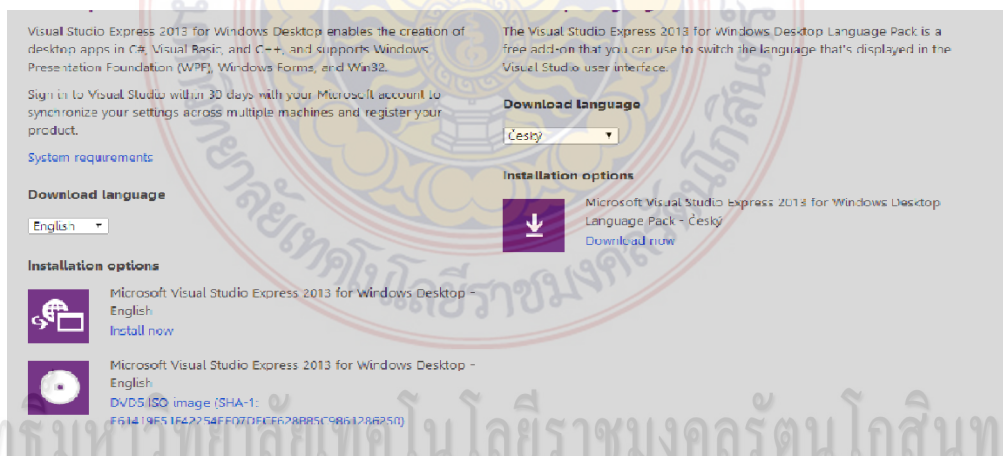 Visual Studio Express 2013 for Windows Desktop enables the creation of
desktop apps in C#, Visual Basic, and C++, and supports Windows
Presentation Foundation (WPF), Windows Forms, and Win32.
Sign in to Visual Studio within 30 days with your Microsoft account to
synchronize your settings across multiple machines and register your
product.
System requirements
Download language
English
Installation options
Microsoft Visual Studio Express 2013 for Windows Desktop -
English
Install now
Microsoft Visual Studio Express 2013 for Windows Desktop -
English
DVD5 ISO image (SHA-1:
The Visual Studio Express 2013 for Windows Desktop Language Pack is a
free add-on that you can use to switch the language that's displayed in the
Visual Studio user interface.
Download language
Český
Installation options
Microsoft Visual Studio Express 2013 for Windows Desktop
Language Pack - Český
Download now